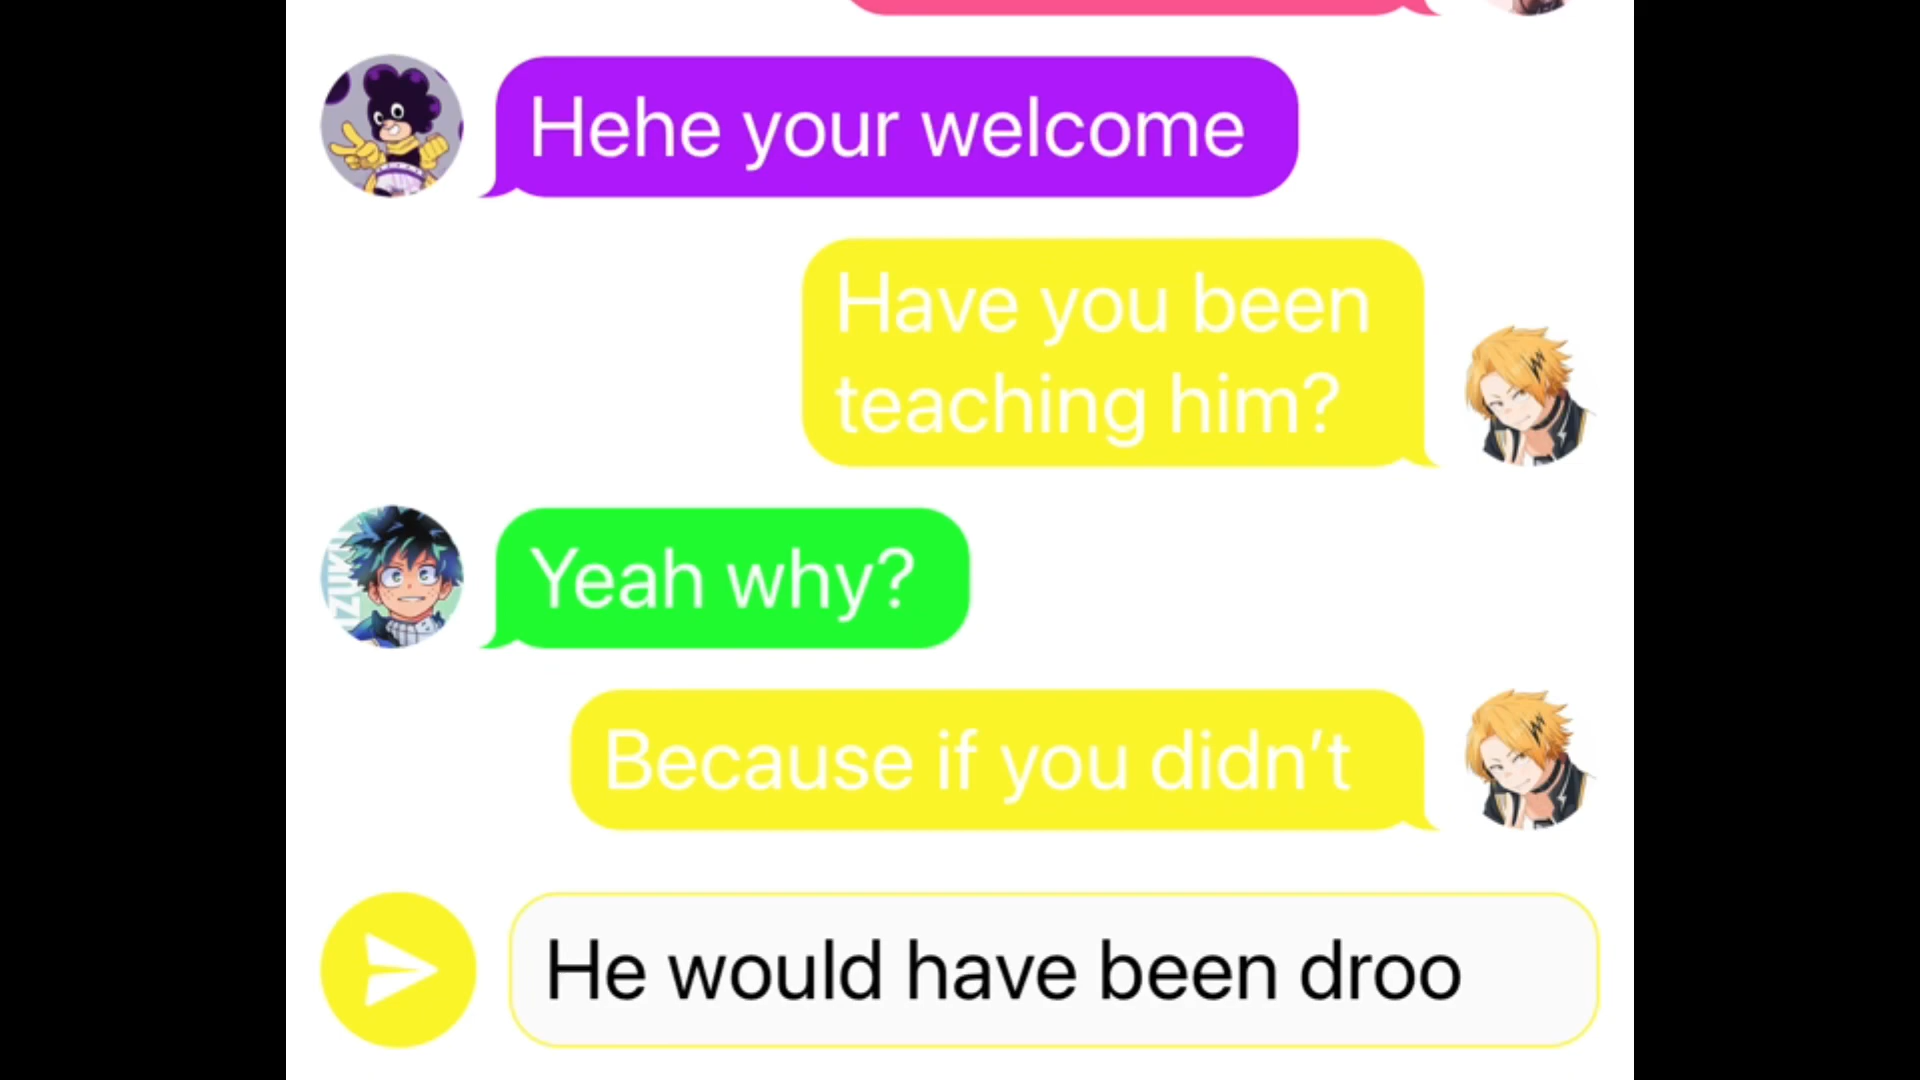 Hehe your welcome
Have you been
teaching him?
Yeah why?
Because if you didn’t
He would have been droo